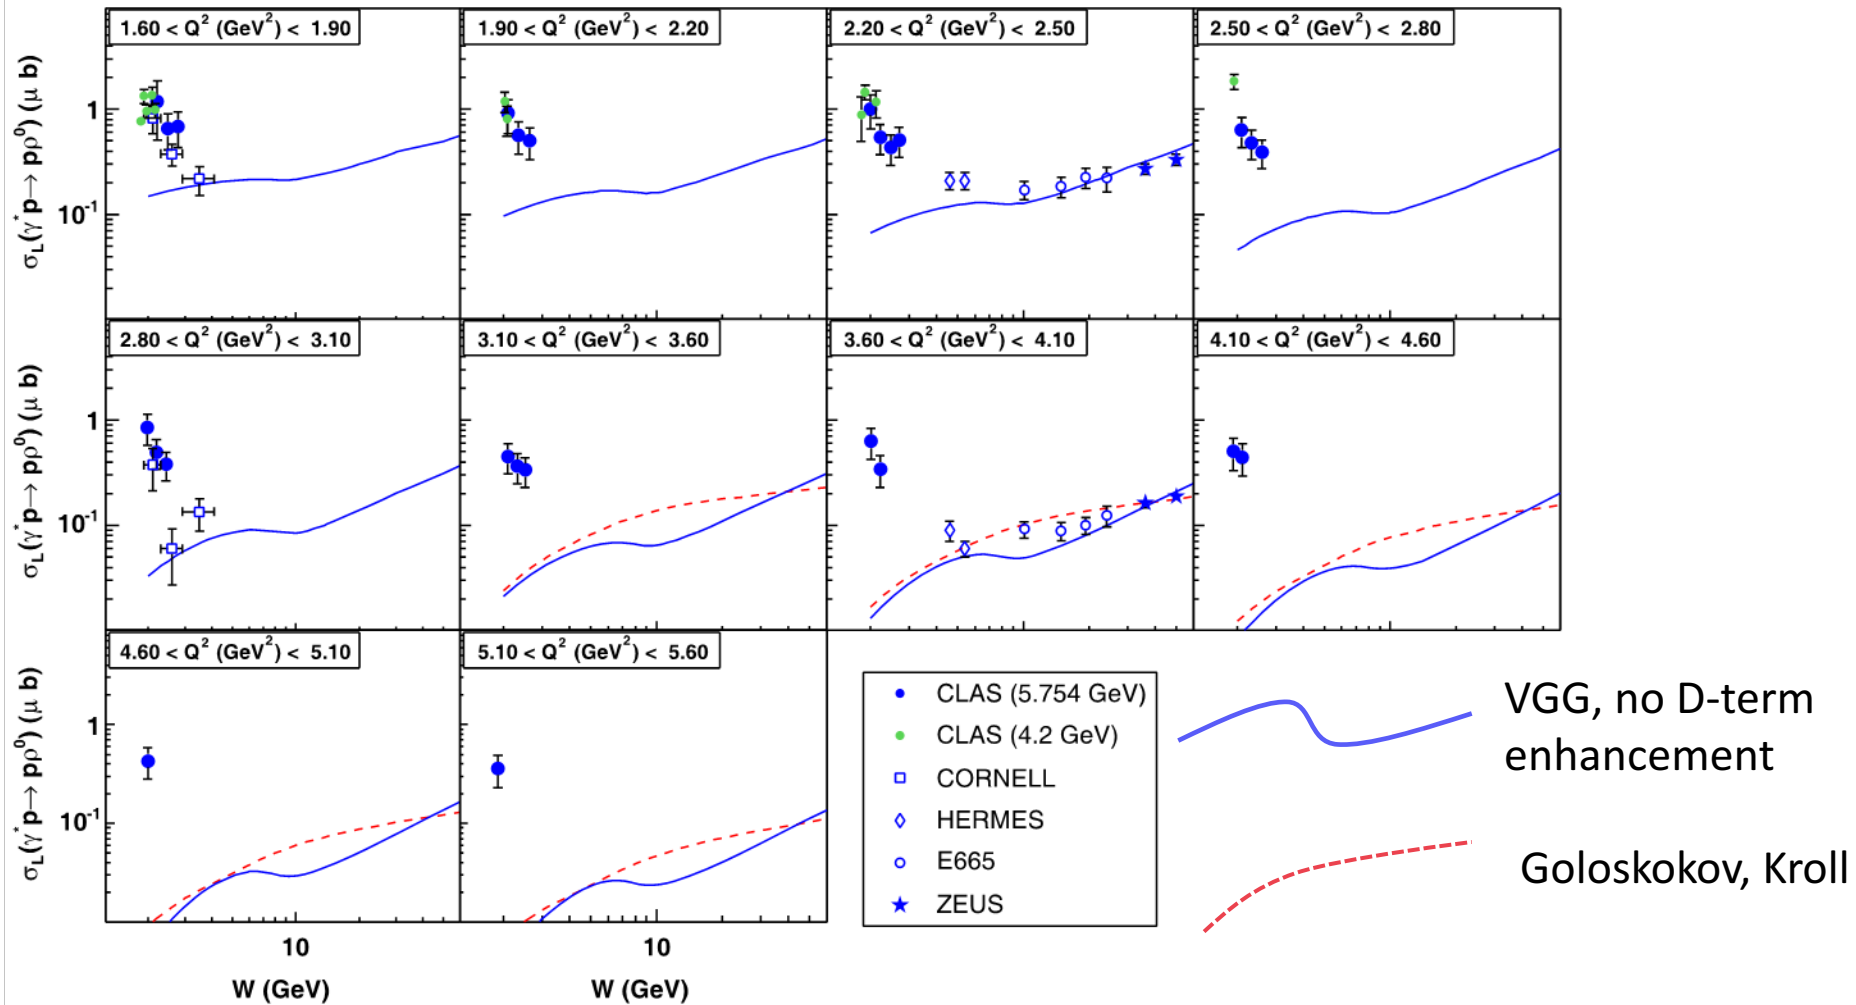 1.60 < Q² (GeV²) < 1.90
1.90 < Q² (GeV²) < 2.20
2.20 < Q² (GeV²) < 2.50
2.50 < Q² (GeV²) < 2.80
σ_L(γ* p → pρ⁰) (μ b)
1
10⁻¹
2.80 < Q² (GeV²) < 3.10
3.10 < Q² (GeV²) < 3.60
3.60 < Q² (GeV²) < 4.10
4.10 < Q² (GeV²) < 4.60
σ_L(γ* p → pρ⁰) (μ b)
1
10⁻¹
4.60 < Q² (GeV²) < 5.10
5.10 < Q² (GeV²) < 5.60
σ_L(γ* p → pρ⁰) (μ b)
1
10⁻¹
10
10
W (GeV)
W (GeV)
CLAS (5.754 GeV)
CLAS (4.2 GeV)
CORNELL
HERMES
E665
ZEUS
VGG, no D-term
enhancement
Goloskokov, Kroll